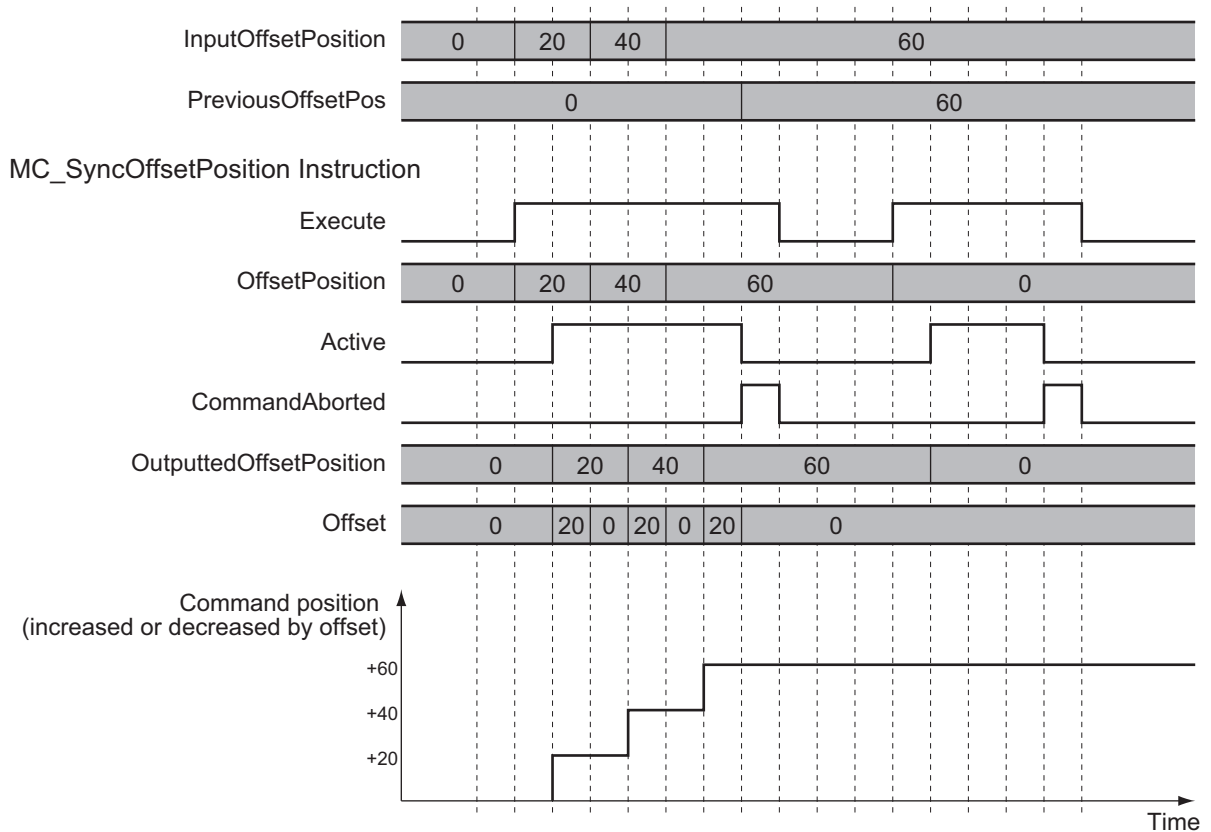 InputOffsetPosition 0 20 40 60
PreviousOffsetPos 0 60
MC_SyncOffsetPosition Instruction
Execute
OffsetPosition 0 20 40 60 0
Active
CommandAborted
OutputtedOffsetPosition 0 20 40 60 0
Offset 0 20 0 20 0 20 0
Command position
(increased or decreased by offset)
+60
+40
+20
Time